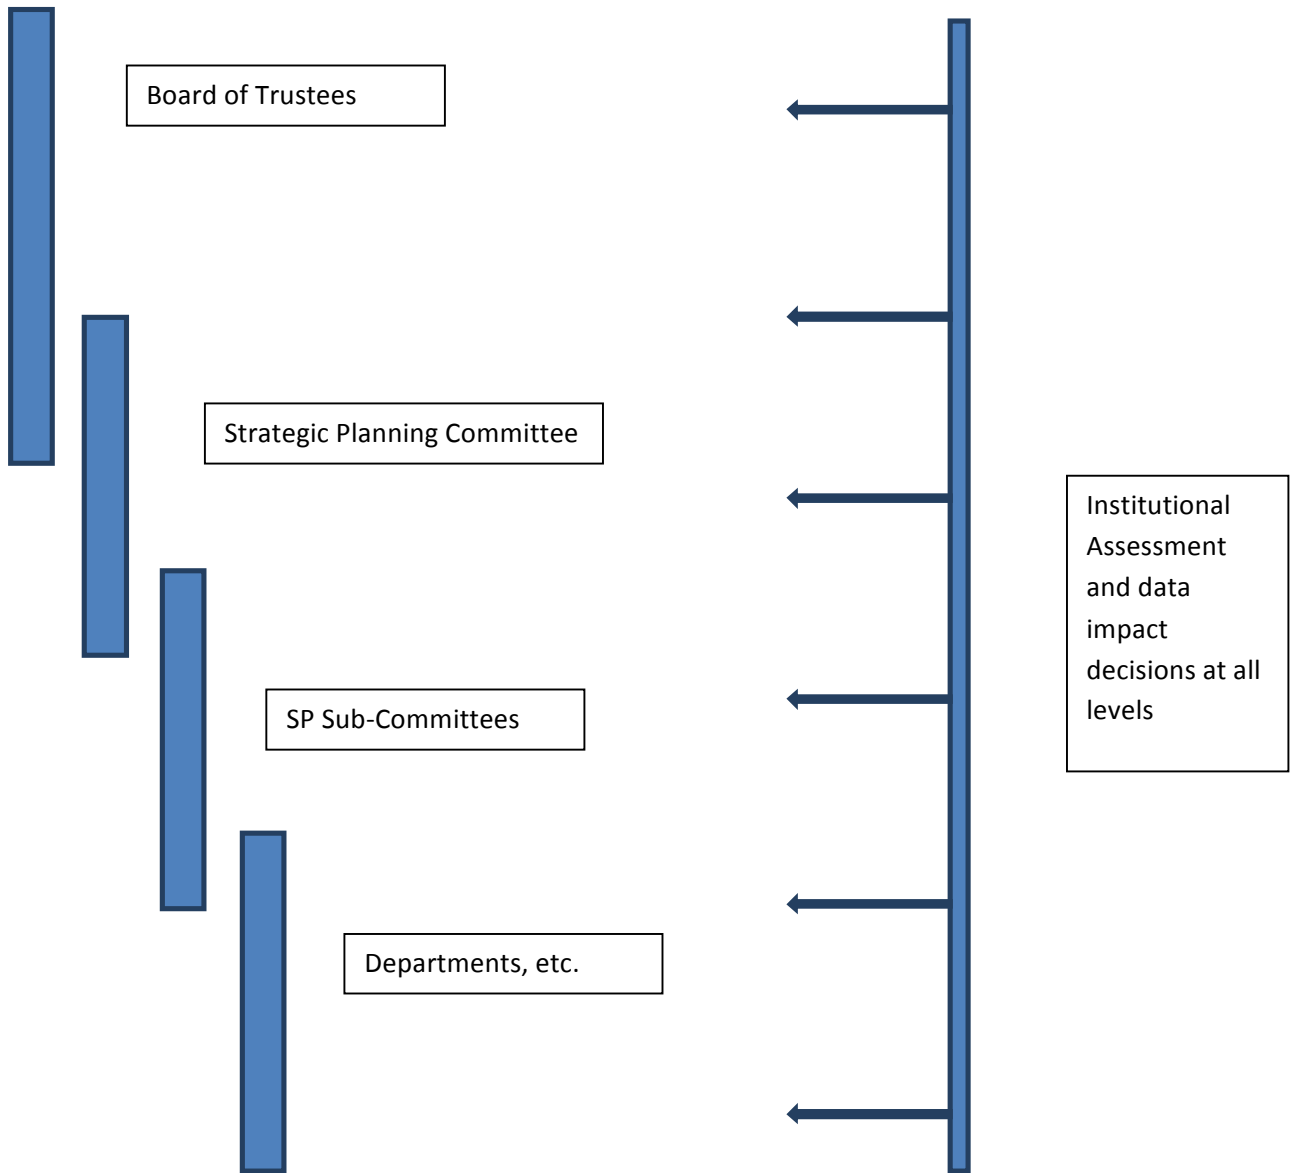 Board of Trustees
Strategic Planning Committee
Institutional
Assessment
and data
impact
decisions at all
levels
SP Sub-Committees
Departments, etc.